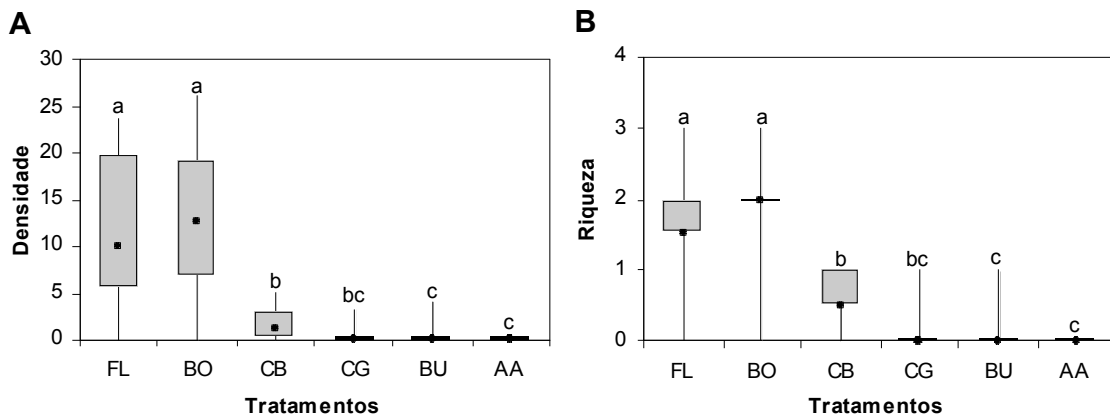 A
30
25
20
15
10
5
0
Densidade
a
a
b
bc
c
c
FL BO CB CG BU AA
Tratamentos
B
4
3
2
1
0
Riqueza
a
a
b
bc
c
c
FL BO CB CG BU AA
Tratamentos